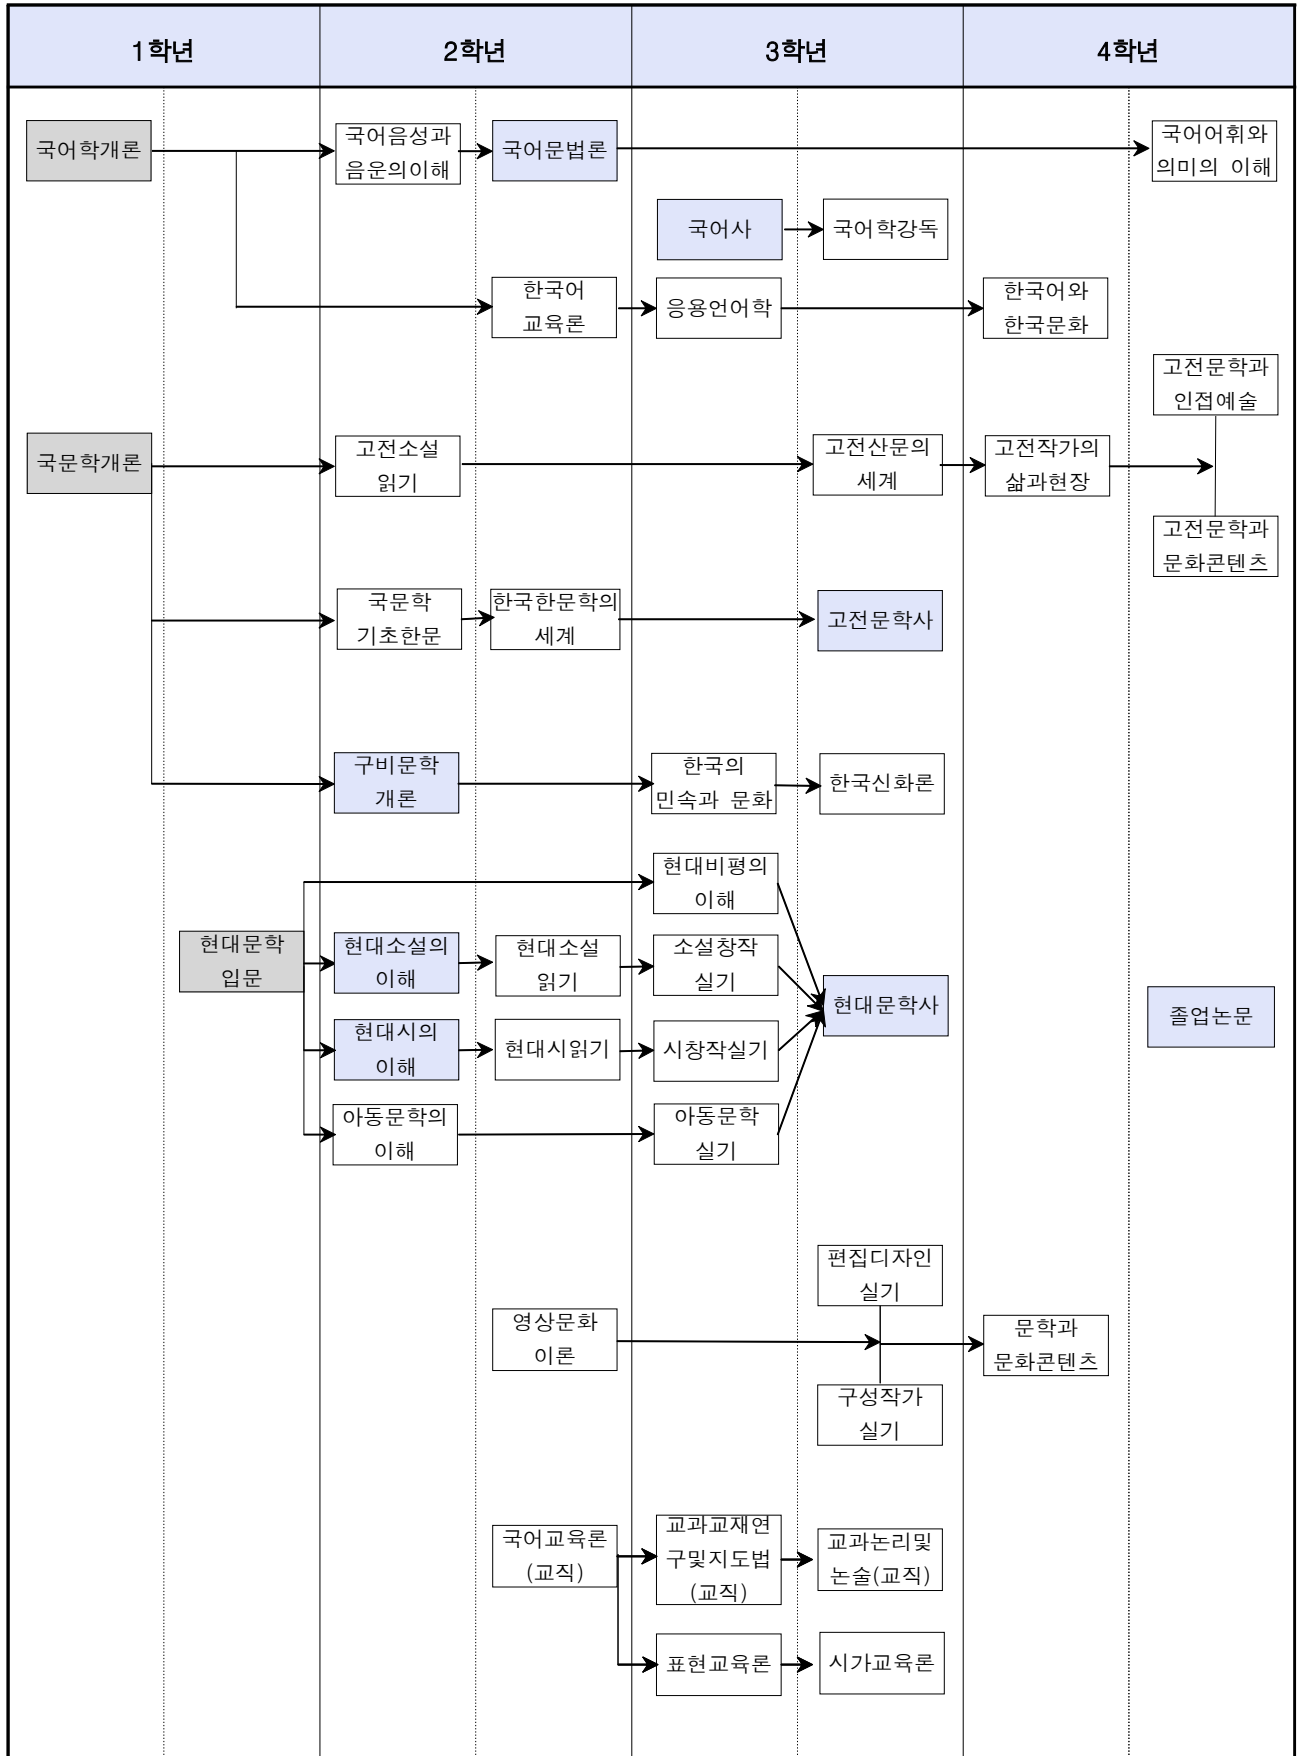 1학년
2학년
3학년
4학년
국어학개론
국어음성과
음운의이해
국어문법론
국어어휘와
의미의 이해
국어사
국어학강독
한국어
교육론
응용언어학
한국어와
한국문화
고전문학과
인접예술
국문학개론
고전소설
읽기
고전산문의
세계
고전작가의
삶과현장
고전문학과
문화콘텐츠
국문학
기초한문
한국한문학의
세계
고전문학사
구비문학
개론
한국의
민속과 문화
한국신화론
현대비평의
이해
현대문학
입문
현대소설의
이해
현대소설
읽기
소설창작
실기
현대문학사
졸업논문
현대시의
이해
현대시읽기
시창작실기
아동문학의
이해
아동문학
실기
편집디자인
실기
영상문화
이론
문학과
문화콘텐츠
구성작가
실기
국어교육론
(교직)
교과교재연
구및지도법
(교직)
교과논리및
논술(교직)
표현교육론
시가교육론